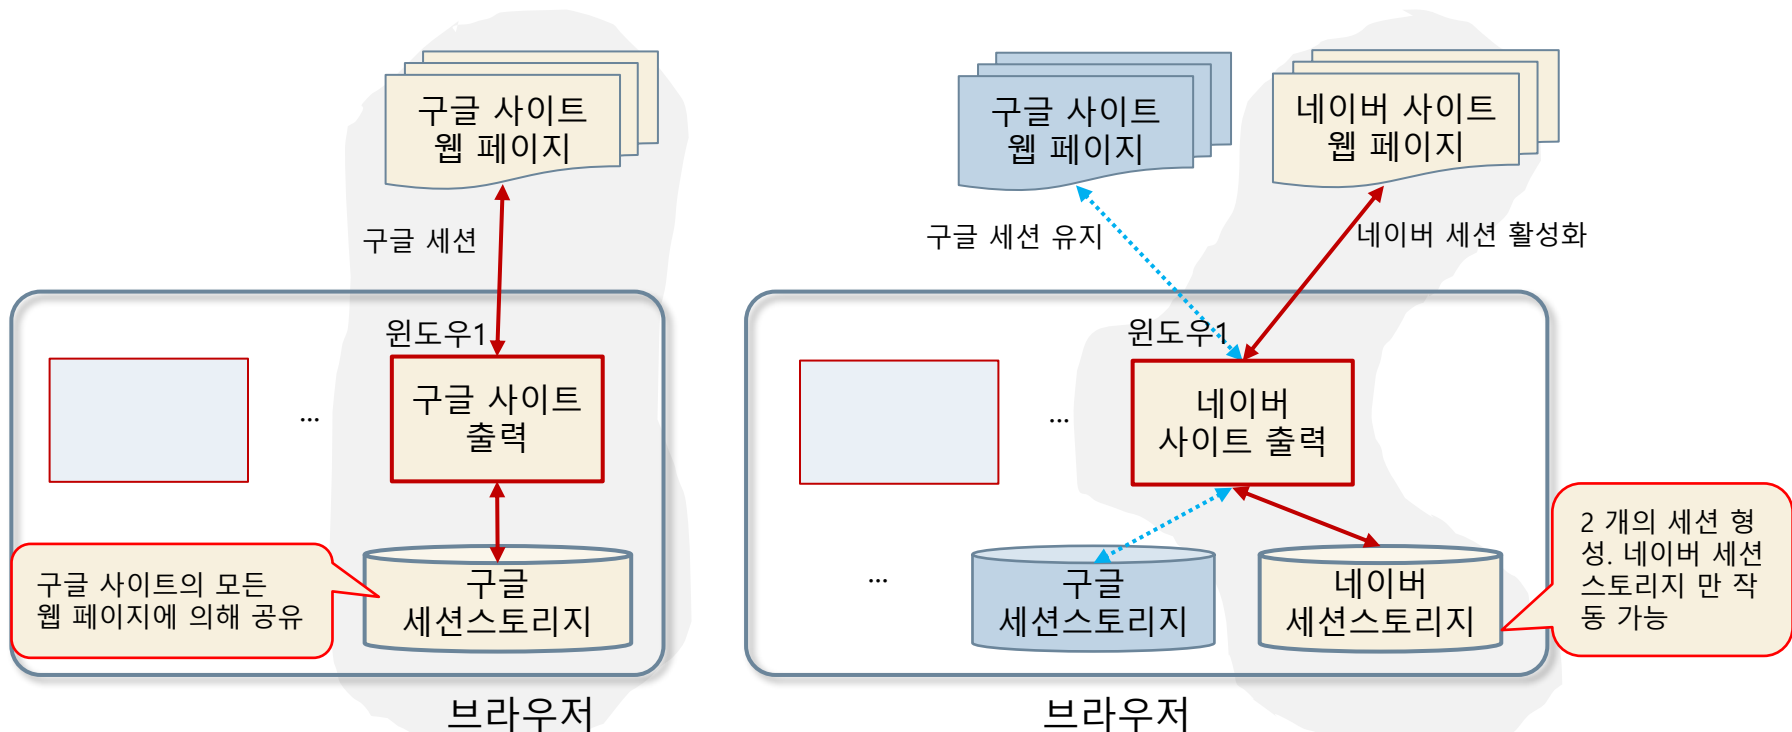 구글 사이트
웹 페이지
구글 세션
윈도우1
...
구글 사이트
출력
구글 사이트의 모든
웹 페이지에 의해 공유
구글
세션스토리지
브라우저
구글 사이트
웹 페이지
네이버 사이트
웹 페이지
구글 세션 유지
네이버 세션 활성화
윈도우1
...
네이버
사이트 출력
...
구글
세션스토리지
네이버
세션스토리지
2 개의 세션 형
성. 네이버 세션
스토리지 만 작
동 가능
브라우저